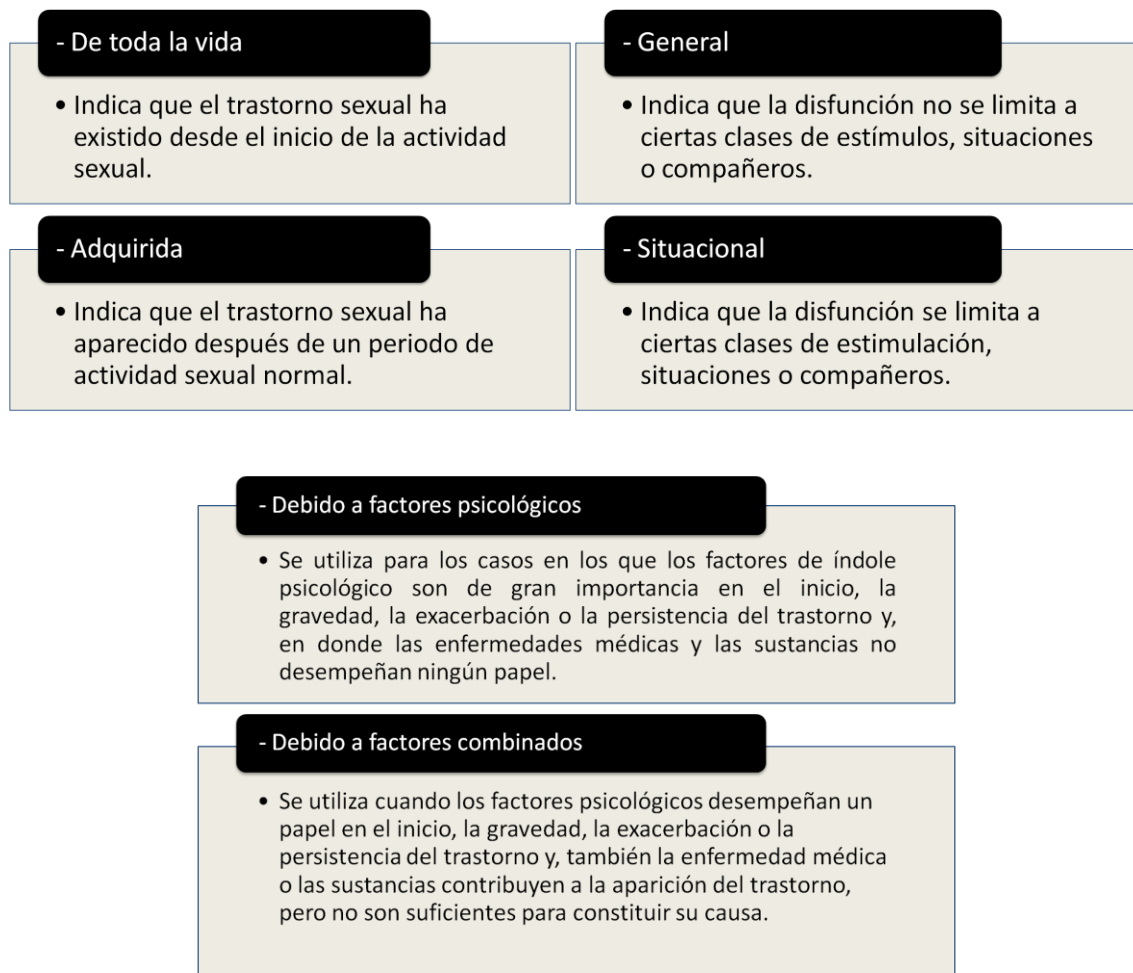 - De toda la vida
• Indica que el trastorno sexual ha
existido desde el inicio de la actividad
sexual.
- General
• Indica que la disfunción no se limita a
ciertas clases de estímulos, situaciones
o compañeros.
- Adquirida
• Indica que el trastorno sexual ha
aparecido después de un periodo de
actividad sexual normal.
- Situacional
• Indica que la disfunción se limita a
ciertas clases de estimulación,
situaciones o compañeros.
- Debido a factores psicológicos
• Se utiliza para los casos en los que los factores de índole
psicológico son de gran importancia en el inicio, la
gravedad, la exacerbación o la persistencia del trastorno y,
en donde las enfermedades médicas y las sustancias no
desempeñan ningún papel.
- Debido a factores combinados
• Se utiliza cuando los factores psicológicos desempeñan un
papel en el inicio, la gravedad, la exacerbación o la
persistencia del trastorno y, también la enfermedad médica
o las sustancias contribuyen a la aparición del trastorno,
pero no son suficientes para constituir su causa.